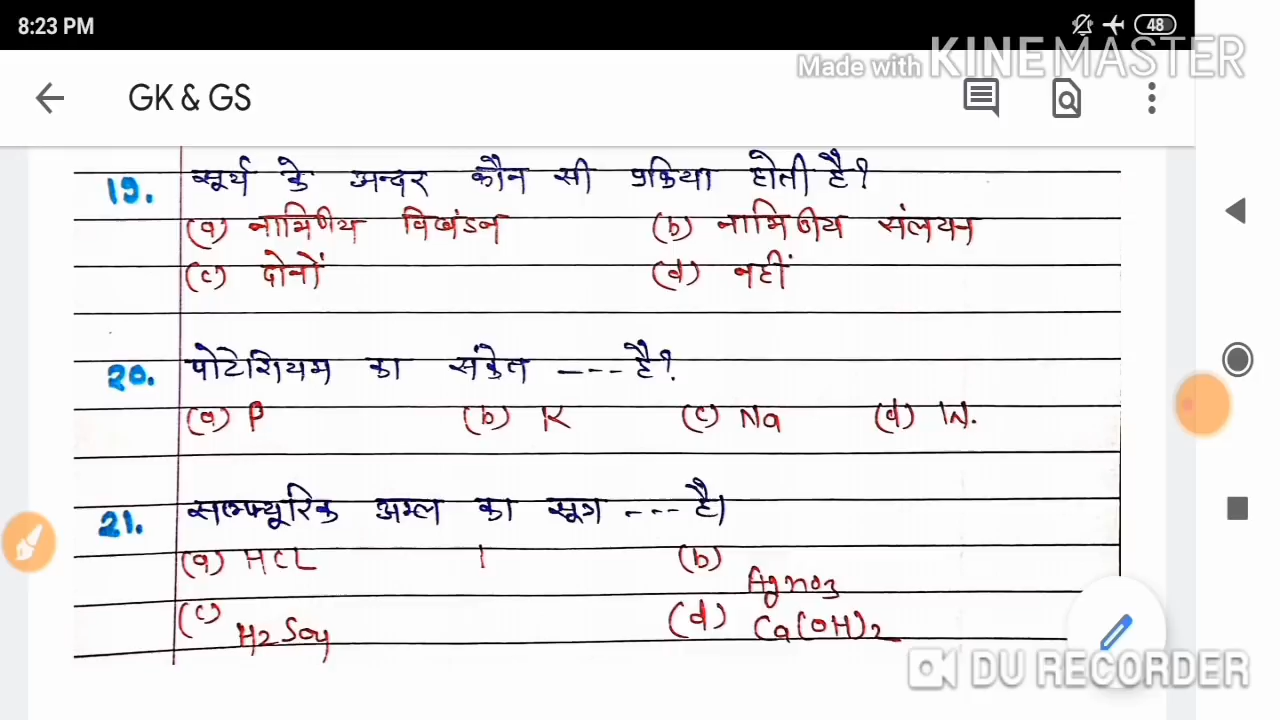 8:23 PM 48
Made with KINEMASTER
GK & GS
19. सूर्य के अन्दर कौन सी प्रक्रिया होती है?
(a) नाभिकीय विखंडन (b) नाभिकीय संलयन
(c) दोनों (d) नहीं
20. पोटेशियम का संकेत ---- है?
(a) P (b) K (c) Na (d) W.
21. सल्फ्यूरिक अम्ल का सूत्र ---- है।
(a) HCL (b) AgNO3
(c) H2SO4 (d) Ca(OH)2
DU RECORDER